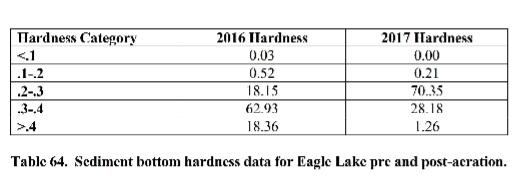 Hardness Category 2016 Hardness 2017 Hardness
<.1 0.03 0.00
.1-.2 0.52 0.21
.2-.3 18.15 70.35
.3-.4 62.93 28.18
>.4 18.36 1.26
Table 64. Sediment bottom hardness data for Eagle Lake pre and post-aeration.